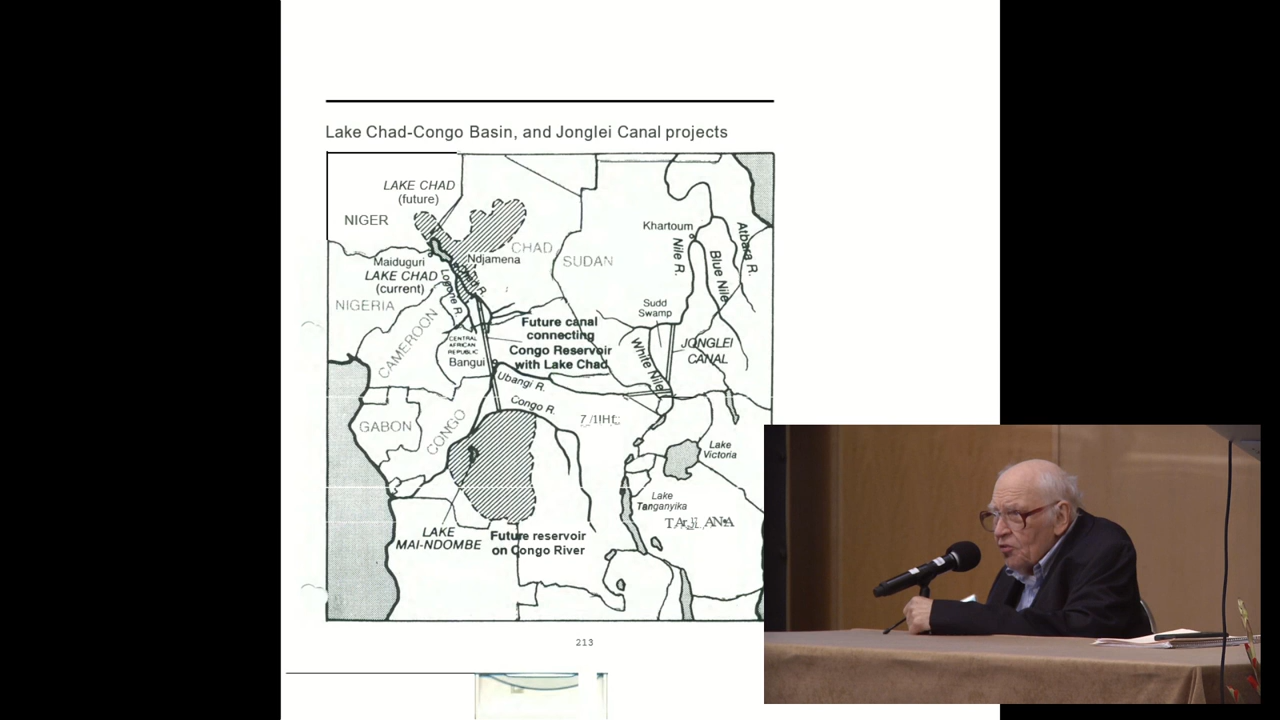 Lake Chad-Congo Basin, and Jonglei Canal projects
LAKE CHAD
(future)
NIGER
Khartoum
Atbara R.
CHAD
Nile R.
Blue Nile
Maiduguri
Ndjamena
SUDAN
LAKE CHAD
(current)
Logone R.
NIGERIA
Sudd
Swamp
CAMEROON
Future canal
connecting
Congo Reservoir
with Lake Chad
CENTRAL
AFRICAN
REPUBLIC
Bangui
White Nile
JONGLEI
CANAL
Ubangi R.
Congo R.
GABON
CONGO
Lake
Victoria
Lake
Tanganyika
LAKE
MAI-NDOMBE
Future reservoir
on Congo River
213